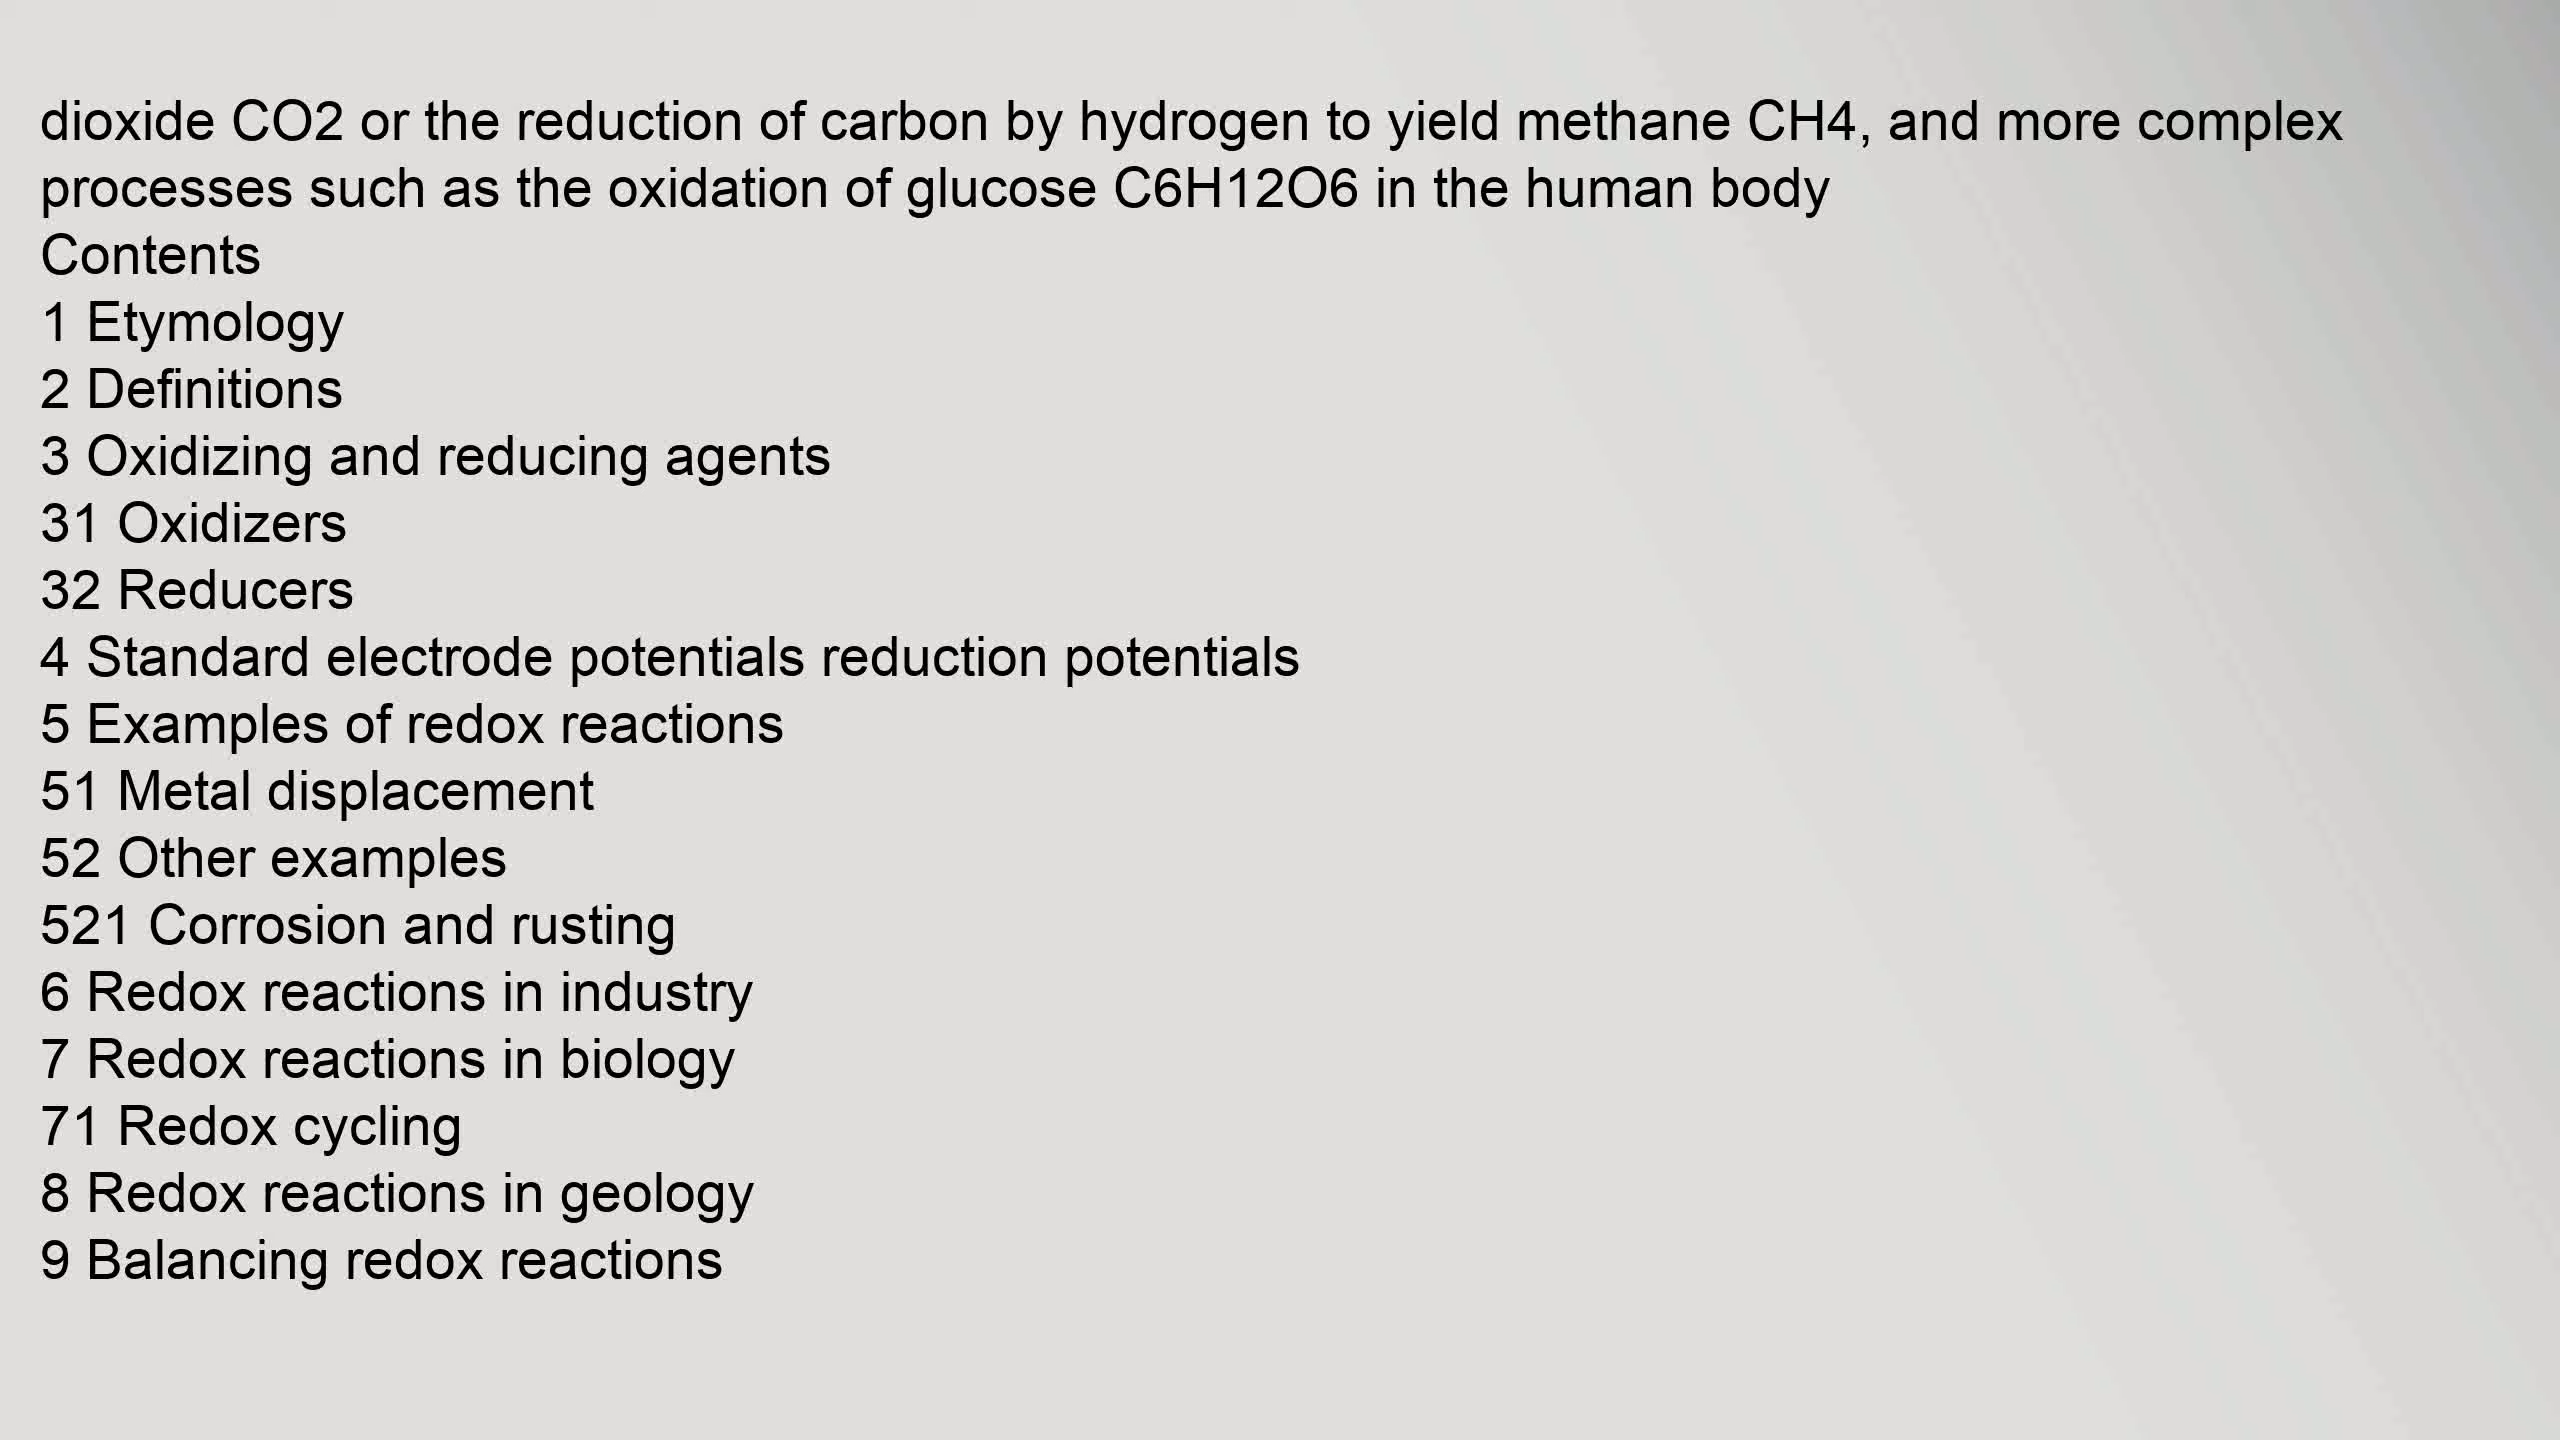 dioxide CO2 or the reduction of carbon by hydrogen to yield methane CH4, and more complex
processes such as the oxidation of glucose C6H12O6 in the human body
Contents
1 Etymology
2 Definitions
3 Oxidizing and reducing agents
31 Oxidizers
32 Reducers
4 Standard electrode potentials reduction potentials
5 Examples of redox reactions
51 Metal displacement
52 Other examples
521 Corrosion and rusting
6 Redox reactions in industry
7 Redox reactions in biology
71 Redox cycling
8 Redox reactions in geology
9 Balancing redox reactions